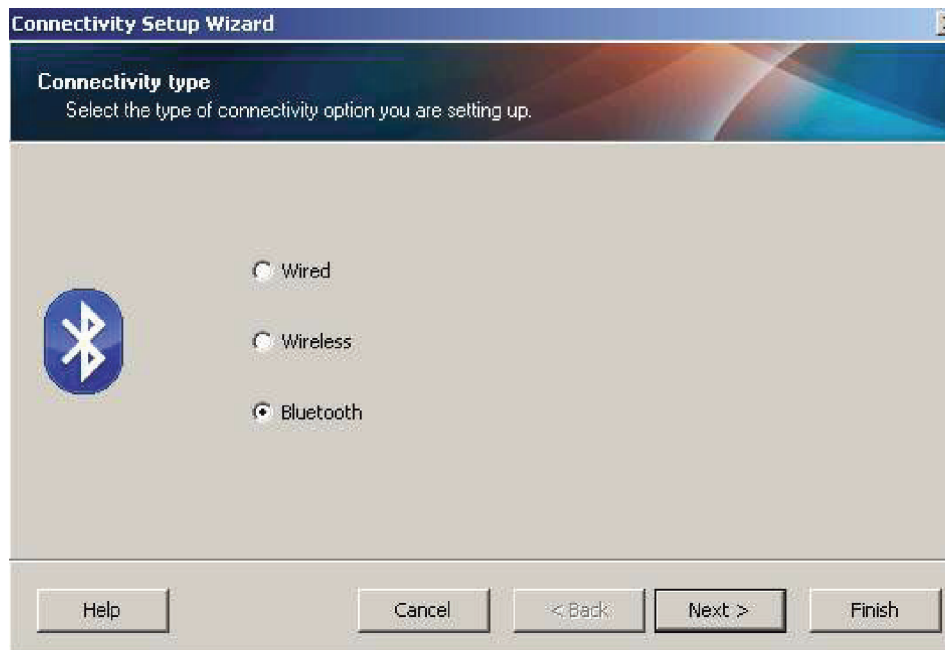 Connectivity Setup Wizard
Connectivity type
Select the type of connectivity option you are setting up.
Wired
Wireless
Bluetooth
Help Cancel < Back Next > Finish